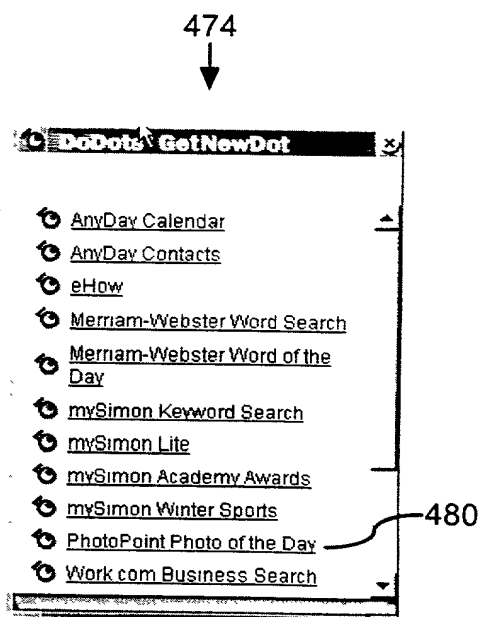 474
DoDots GetNewDot
AnyDay Calendar
AnyDay Contacts
eHow
Merriam-Webster Word Search
Merriam-Webster Word of the
Day
mySimon Keyword Search
mySimon Lite
mySimon Academy Awards
mySimon Winter Sports
PhotoPoint Photo of the Day
480
Work com Business Search